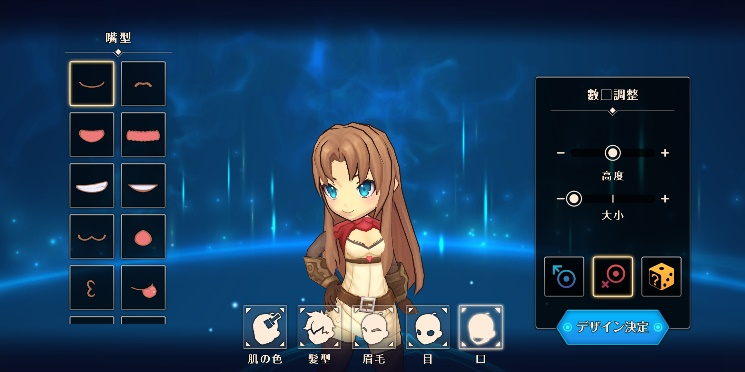 嘴型
数□調整
− +
高度
− +
大小
デザイン決定
肌の色 髪型 眉毛 目 口